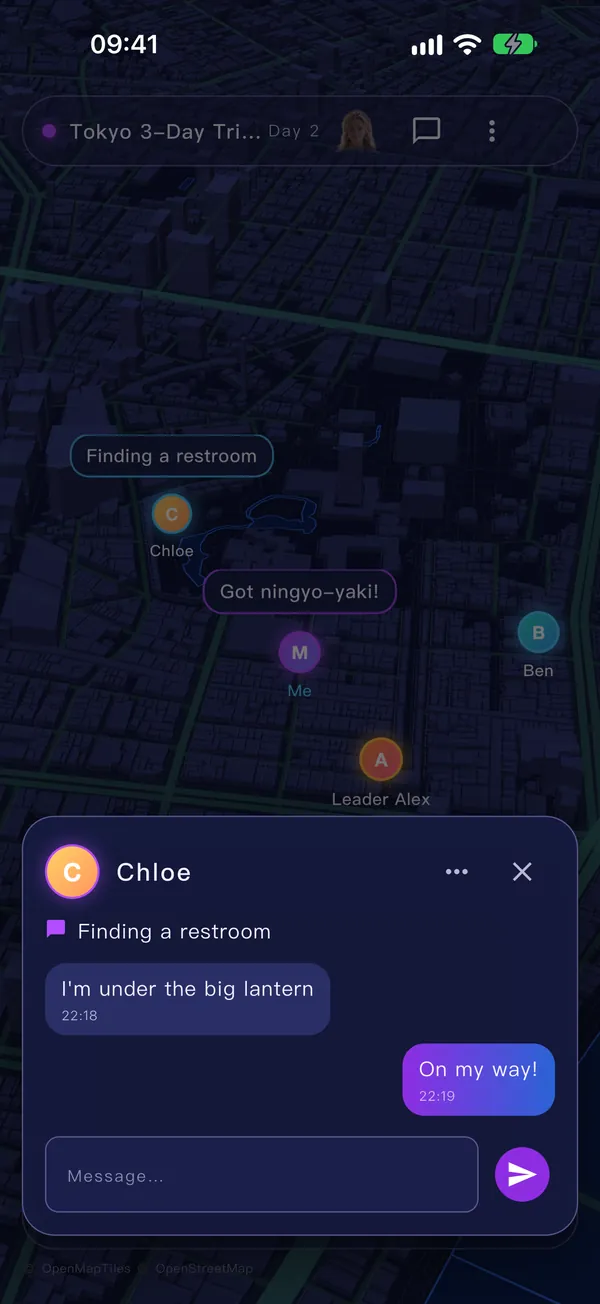 09:41
Tokyo 3-Day Tri... Day 2
Finding a restroom
C
Chloe
Got ningyo-yaki!
M
Me
B
Ben
A
Leader Alex
C
Chloe
Finding a restroom
I'm under the big lantern
22:18
On my way!
22:19
Message...
© OpenMapTiles © OpenStreetMap